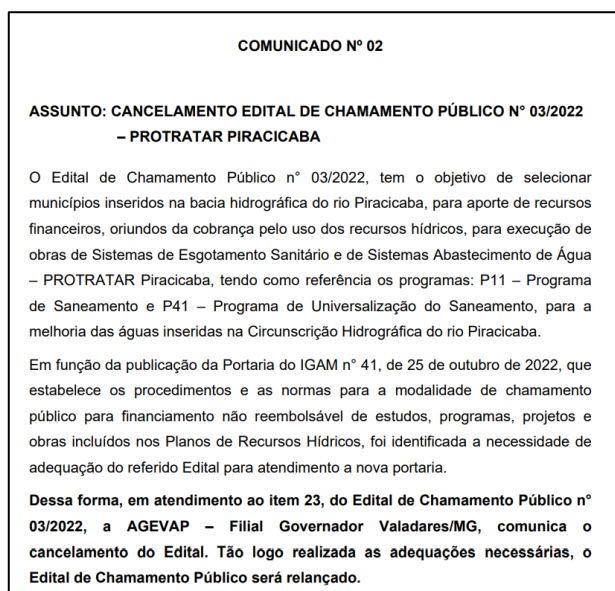 COMUNICADO Nº 02
ASSUNTO: CANCELAMENTO EDITAL DE CHAMAMENTO PÚBLICO N° 03/2022
– PROTRATAR PIRACICABA
O Edital de Chamamento Público n° 03/2022, tem o objetivo de selecionar
municípios inseridos na bacia hidrográfica do rio Piracicaba, para aporte de recursos
financeiros, oriundos da cobrança pelo uso dos recursos hídricos, para execução de
obras de Sistemas de Esgotamento Sanitário e de Sistemas Abastecimento de Água
– PROTRATAR Piracicaba, tendo como referência os programas: P11 – Programa
de Saneamento e P41 – Programa de Universalização do Saneamento, para a
melhoria das águas inseridas na Circunscrição Hidrográfica do rio Piracicaba.
Em função da publicação da Portaria do IGAM n° 41, de 25 de outubro de 2022, que
estabelece os procedimentos e as normas para a modalidade de chamamento
público para financiamento não reembolsável de estudos, programas, projetos e
obras incluídos nos Planos de Recursos Hídricos, foi identificada a necessidade de
adequação do referido Edital para atendimento a nova portaria.
Dessa forma, em atendimento ao item 23, do Edital de Chamamento Público n°
03/2022, a AGEVAP – Filial Governador Valadares/MG, comunica o
cancelamento do Edital. Tão logo realizada as adequações necessárias, o
Edital de Chamamento Público será relançado.